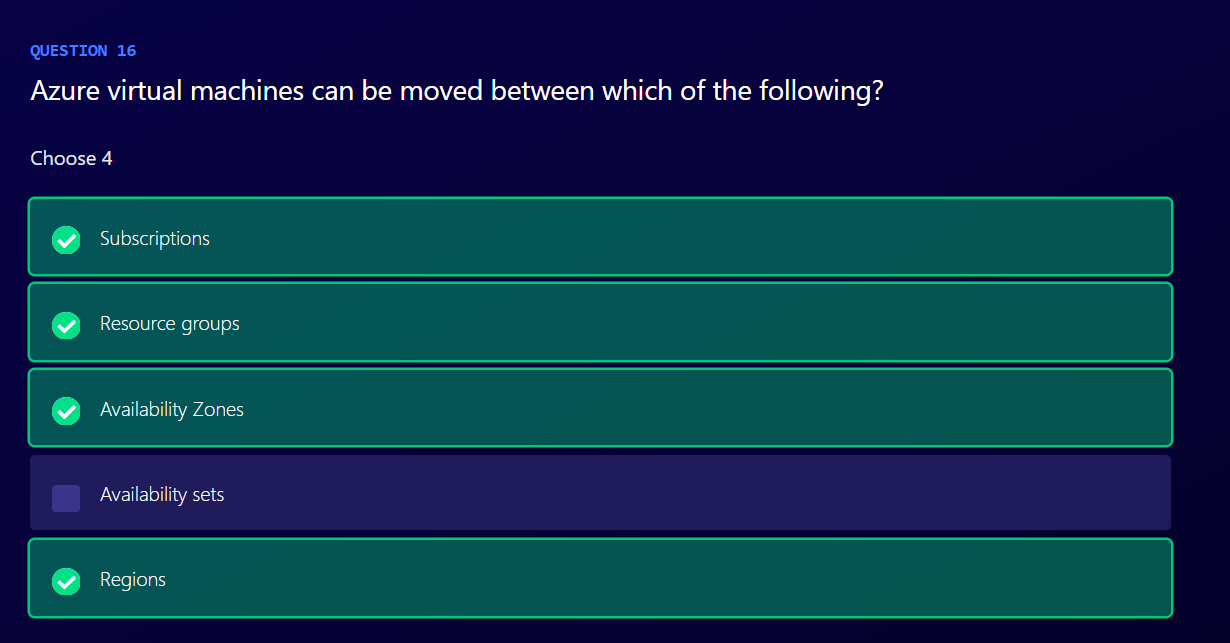 QUESTION 16
Azure virtual machines can be moved between which of the following?
Choose 4
Subscriptions
Resource groups
Availability Zones
Availability sets
Regions